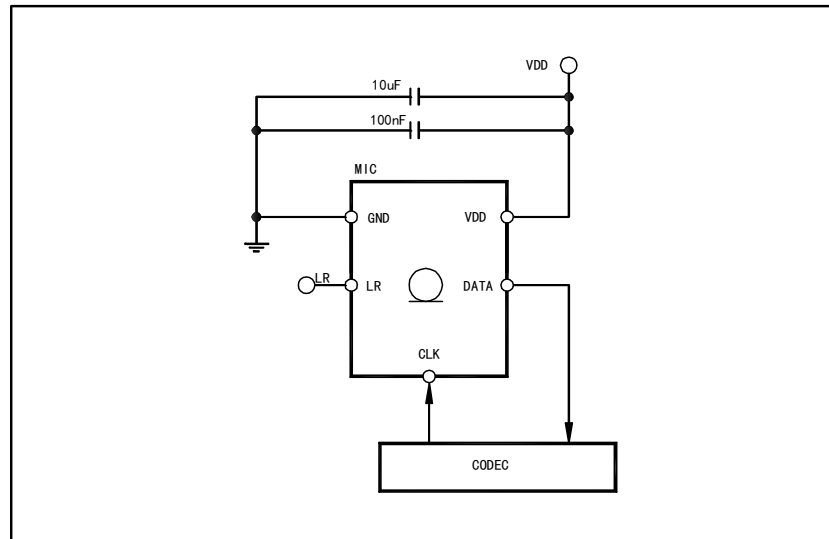 VDD
10uF
100nF
MIC
GND
VDD
LR
LR
DATA
CLK
CODEC